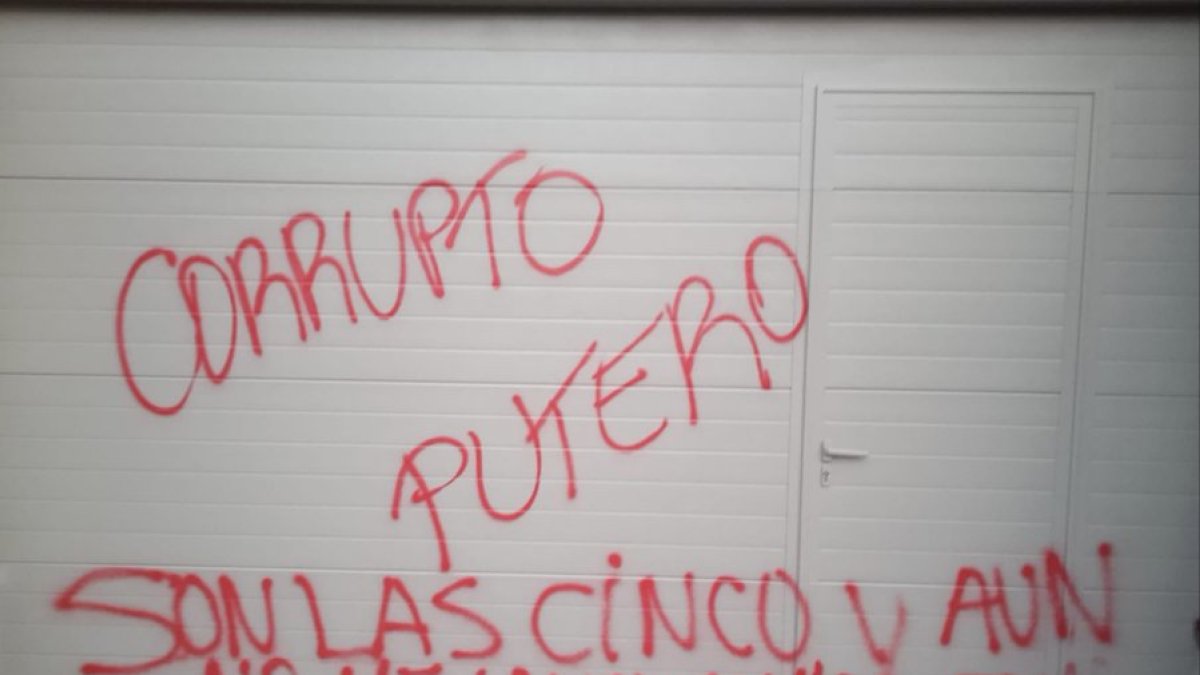 CORRUPTO
PUTERO
SON LAS CINCO Y AUN